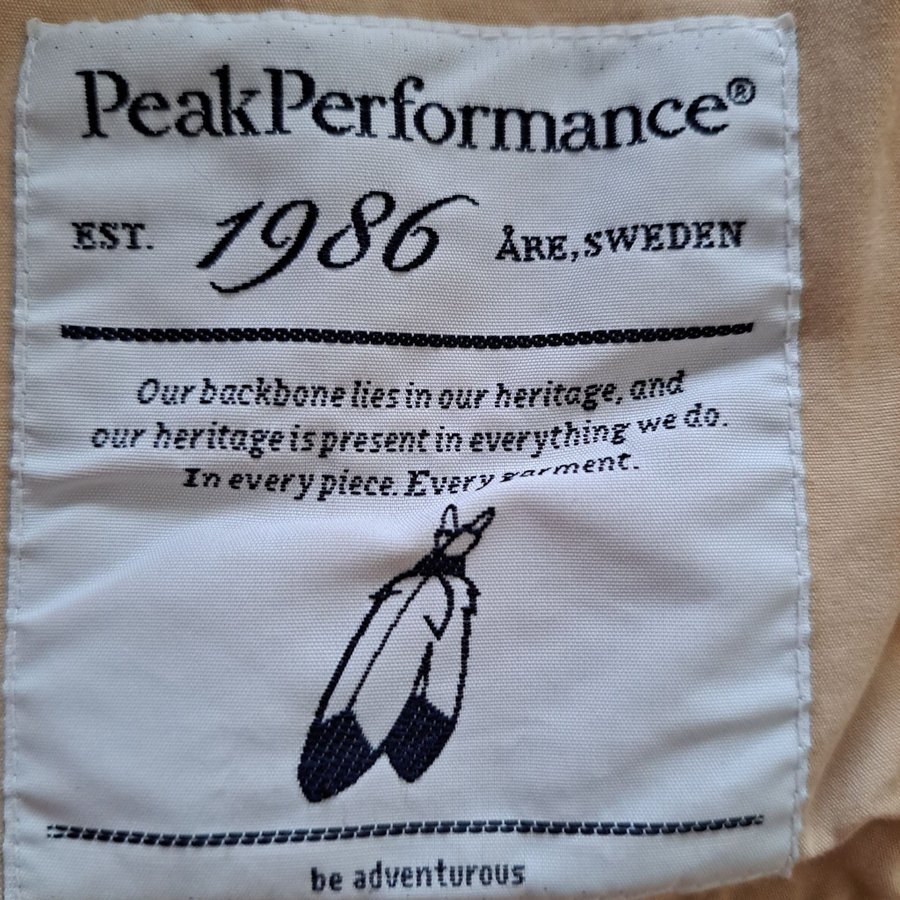 PeakPerformance®
EST. 1986 ÅRE, SWEDEN
Our backbone lies in our heritage, and
our heritage is present in everything we do.
In every piece. Every garment.
be adventurous